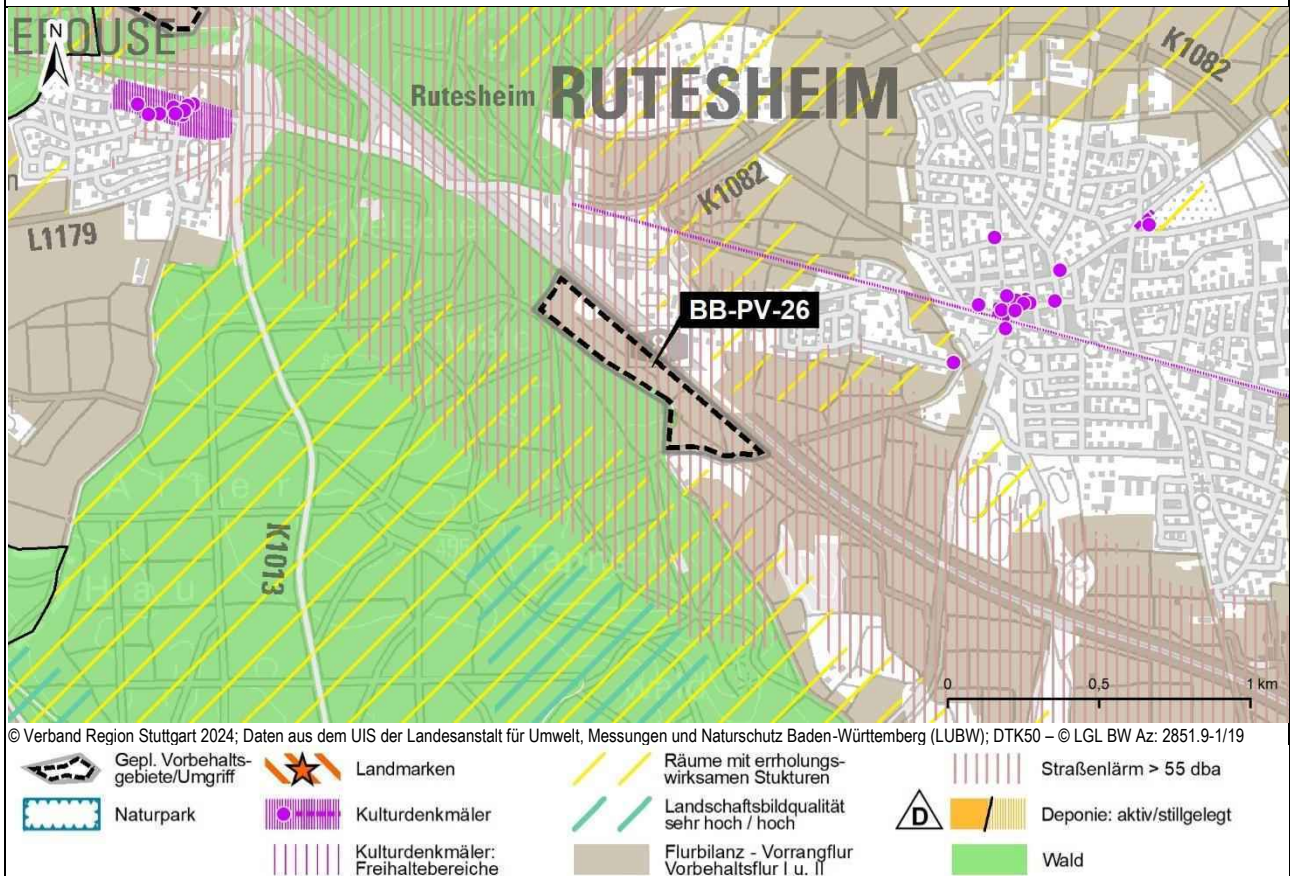 EROUSE
N
Rutesheim
RUTESHEIM
K1082
K1082
L1179
BB-PV-26
K1013
495
0 0,5 1 km
© Verband Region Stuttgart 2024; Daten aus dem UIS der Landesanstalt für Umwelt, Messungen und Naturschutz Baden-Württemberg (LUBW); DTK50 – © LGL BW Az: 2851.9-1/19
Gepl. Vorbehalts-
gebiete/Umgriff
Naturpark
Landmarken
Kulturdenkmäler
Kulturdenkmäler:
Freihaltebereiche
Räume mit errholungs-
wirksamen Stukturen
Landschaftsbildqualität
sehr hoch / hoch
Flurbilanz - Vorrangflur
Vorbehaltsflur I u. II
Straßenlärm > 55 dba
D
Deponie: aktiv/stillgelegt
Wald